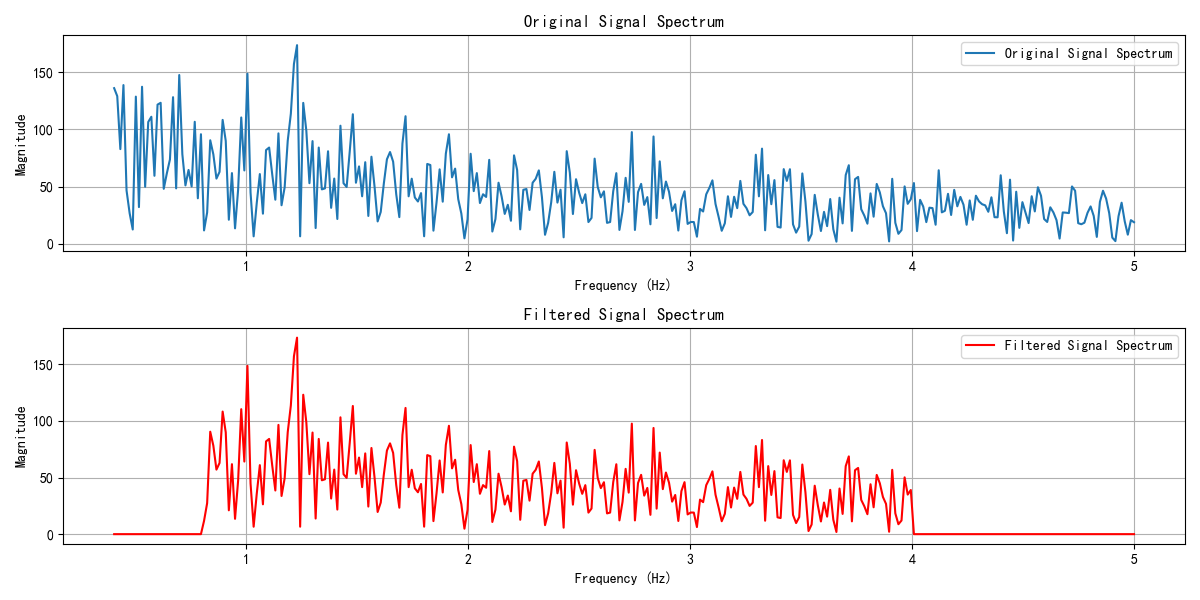 Original Signal Spectrum
Original Signal Spectrum
Magnitude
150
100
50
0
1
2
3
4
5
Frequency (Hz)
Filtered Signal Spectrum
Filtered Signal Spectrum
Magnitude
150
100
50
0
1
2
3
4
5
Frequency (Hz)